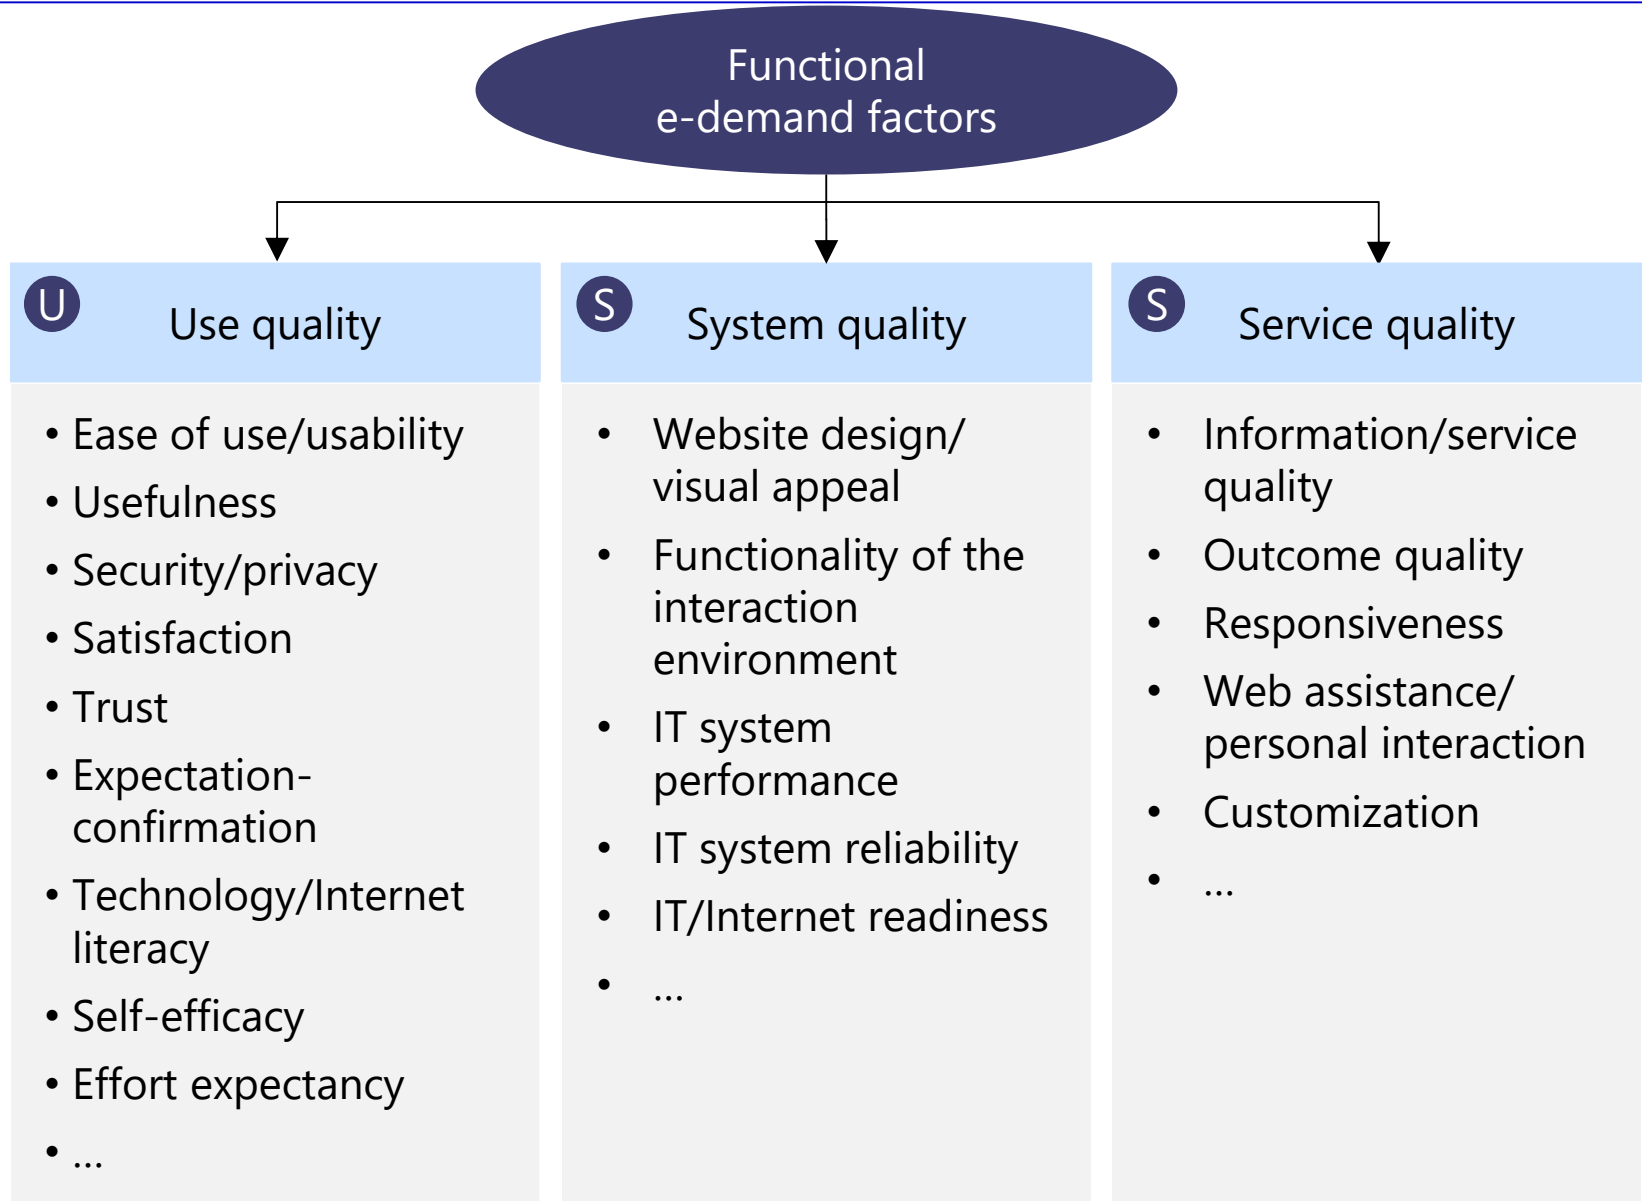 Functional
e-demand factors
U
Use quality
• Ease of use/usability
• Usefulness
• Security/privacy
• Satisfaction
• Trust
• Expectation-
confirmation
• Technology/Internet
literacy
• Self-efficacy
• Effort expectancy
• ...
S
System quality
• Website design/
visual appeal
• Functionality of the
interaction
environment
• IT system
performance
• IT system reliability
• IT/Internet readiness
• ...
S
Service quality
• Information/service
quality
• Outcome quality
• Responsiveness
• Web assistance/
personal interaction
• Customization
• ...